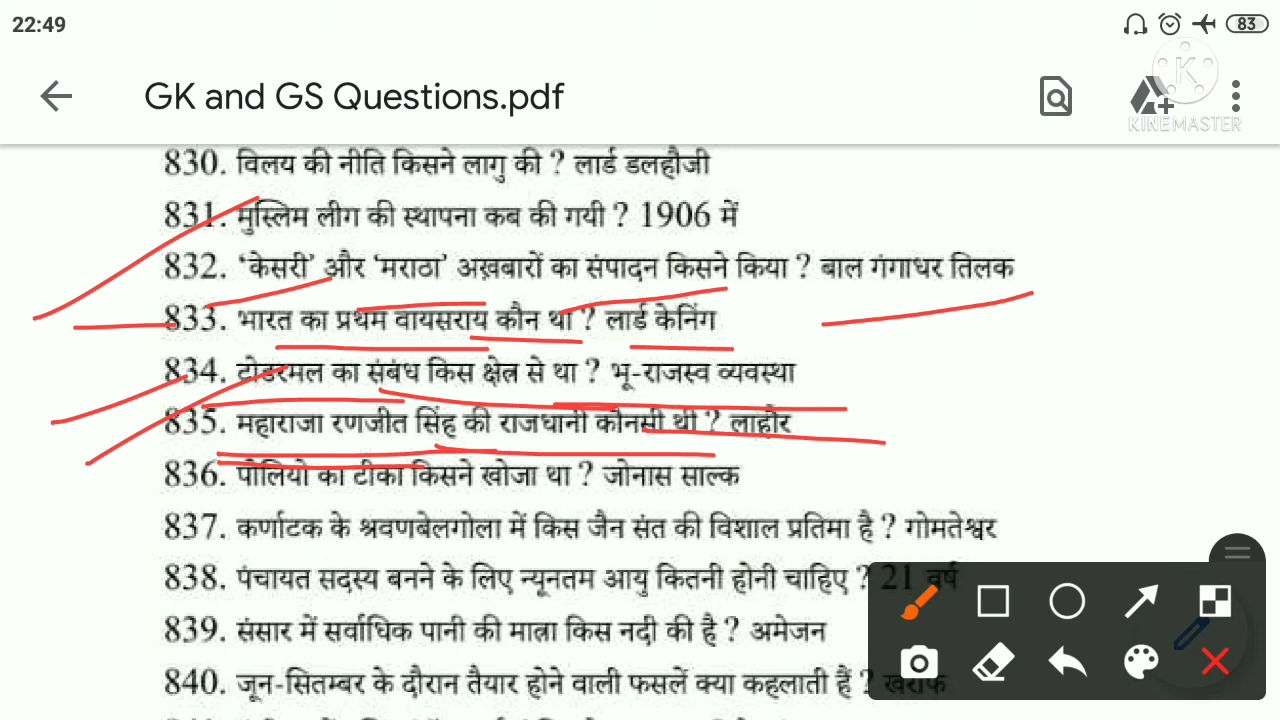 22:49
83
GK and GS Questions.pdf
KINEMASTER
830. विलय की नीति किसने लागु की ? लार्ड डलहौजी
831. मुस्लिम लीग की स्थापना कब की गयी ? 1906 में
832. ‘केसरी’ और ‘मराठा’ अख़बारों का संपादन किसने किया ? बाल गंगाधर तिलक
833. भारत का प्रथम वायसराय कौन था ? लार्ड केनिंग
834. टोडरमल का संबंध किस क्षेत्र से था ? भू-राजस्व व्यवस्था
835. महाराजा रणजीत सिंह की राजधानी कौनसी थी ? लाहौर
836. पोलियो का टीका किसने खोजा था ? जोनास साल्क
837. कर्णाटक के श्रवणबेलगोला में किस जैन संत की विशाल प्रतिमा है ? गोमतेश्वर
838. पंचायत सदस्य बनने के लिए न्यूनतम आयु कितनी होनी चाहिए ? 21 वर्ष
839. संसार में सर्वाधिक पानी की मात्रा किस नदी की है ? अमेजन
840. जून-सितम्बर के दौरान तैयार होने वाली फसलें क्या कहलाती हैं ? खरीफ